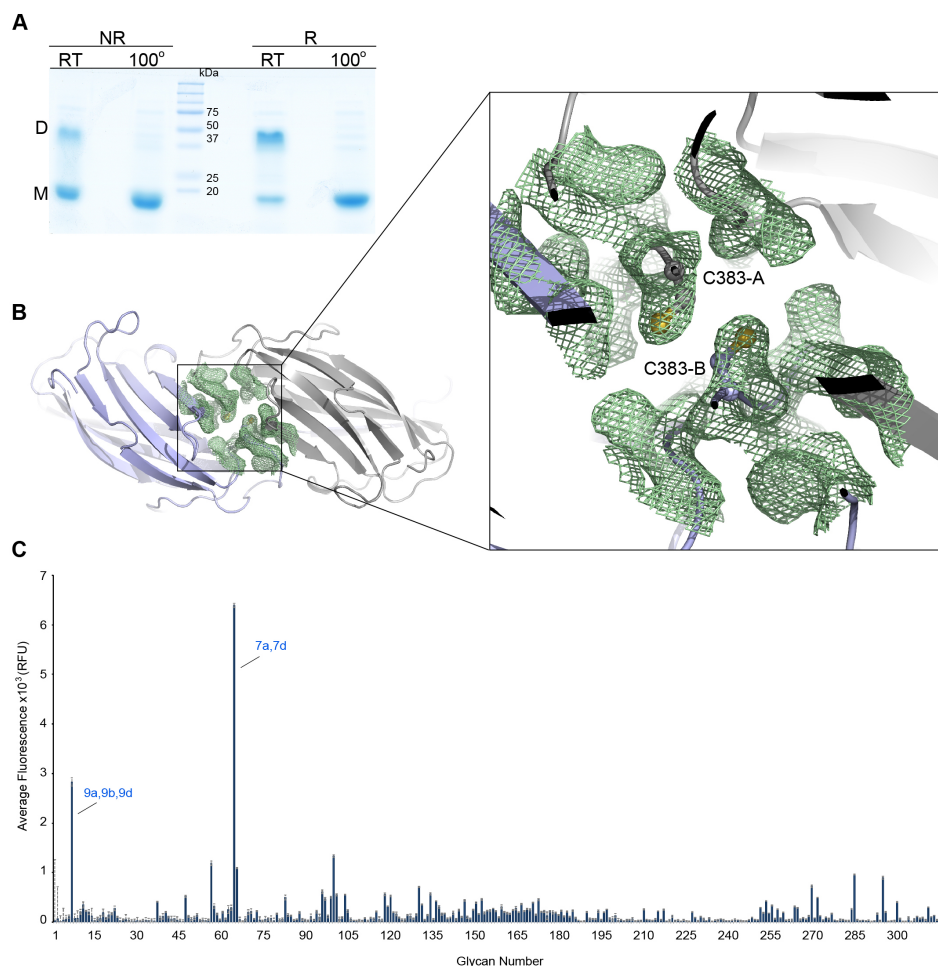 A
NR R
RT 100° RT 100°
kDa
75
D 50
37
25
M 20
C383-A
B
C383-B
C
7
6
7a,7d
5
4
3
9a,9b,9d
2
1
0
Average Fluorescence x10³ (RFU)
1 15 30 45 60 75 90 105 120 135 150 165 180 195 210 225 240 255 270 285 300
Glycan Number